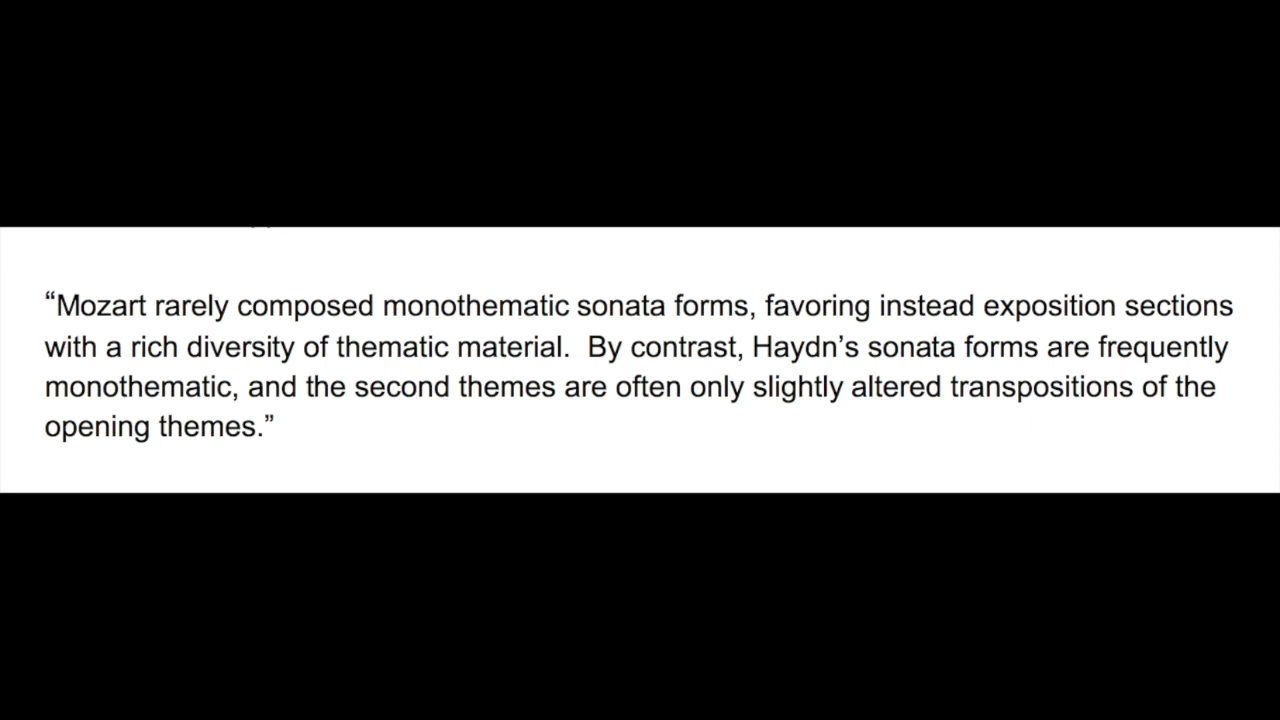 “Mozart rarely composed monothematic sonata forms, favoring instead exposition sections
with a rich diversity of thematic material.  By contrast, Haydn’s sonata forms are frequently
monothematic, and the second themes are often only slightly altered transpositions of the
opening themes.”